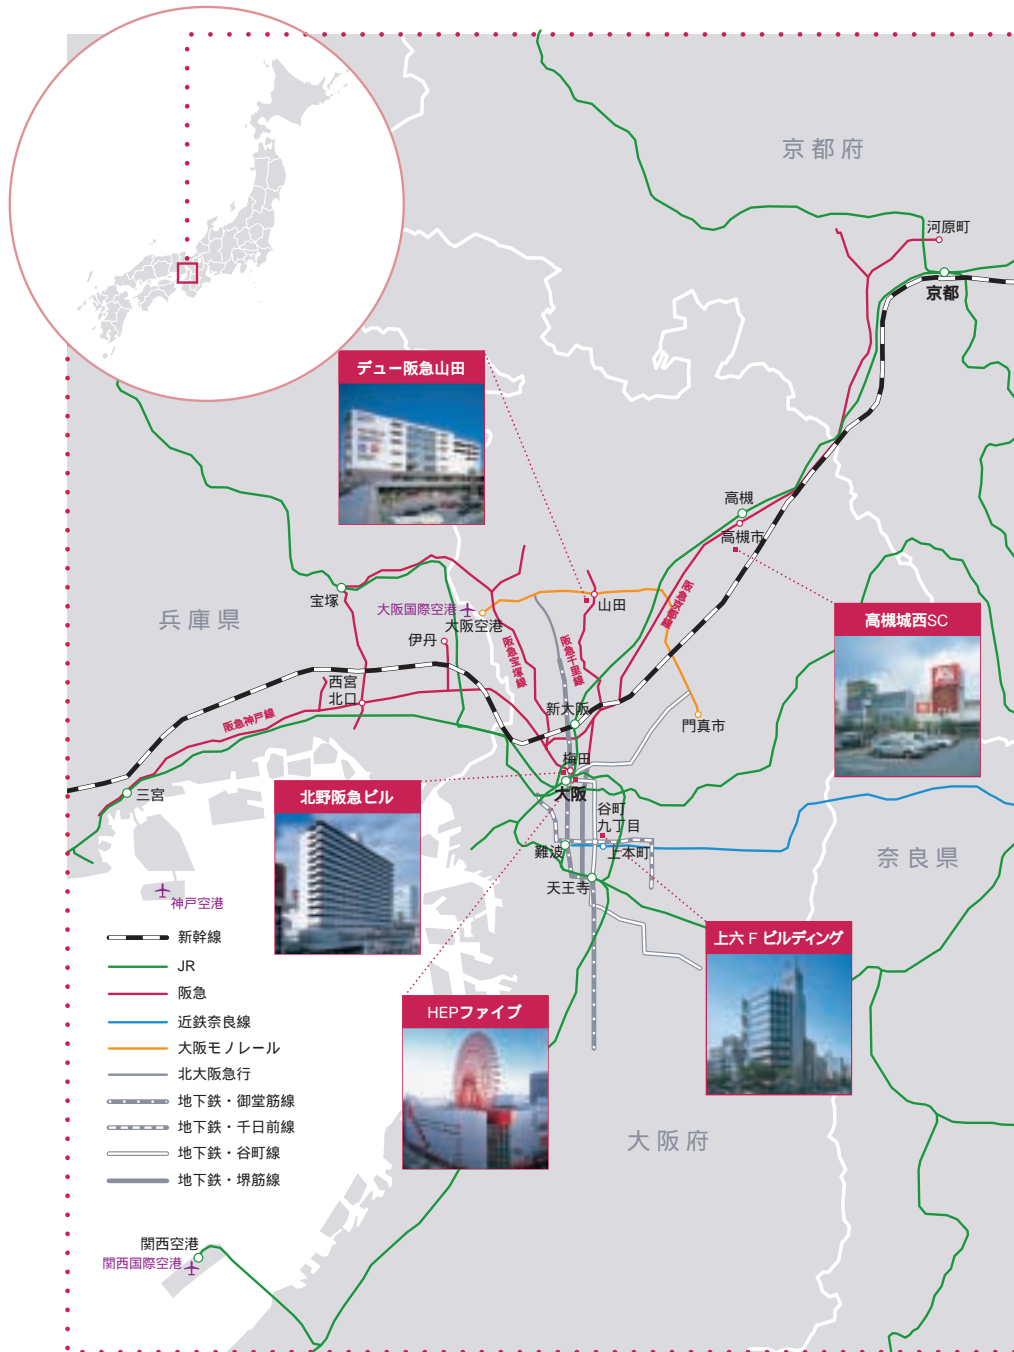 京都府
河原町
京都
デュー阪急山田
高槻
高槻市
阪急京都線
宝塚
大阪国際空港
大阪空港
山田
兵庫県
伊丹
阪急宝塚線
阪急千里線
高槻城西SC
西宮
北口
阪急神戸線
新大阪
門真市
梅田
三宮
北野阪急ビル
大阪
谷町
九丁目
難波
上本町
奈良県
天王寺
神戸空港
新幹線
JR
阪急
近鉄奈良線
大阪モノレール
北大阪急行
地下鉄・御堂筋線
地下鉄・千日前線
地下鉄・谷町線
地下鉄・堺筋線
上六 F ビルディング
HEPファイブ
大阪府
関西空港
関西国際空港